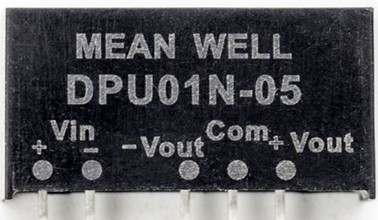 MEAN WELL
DPU01N-05
Vin
+ - -Vout Com +Vout